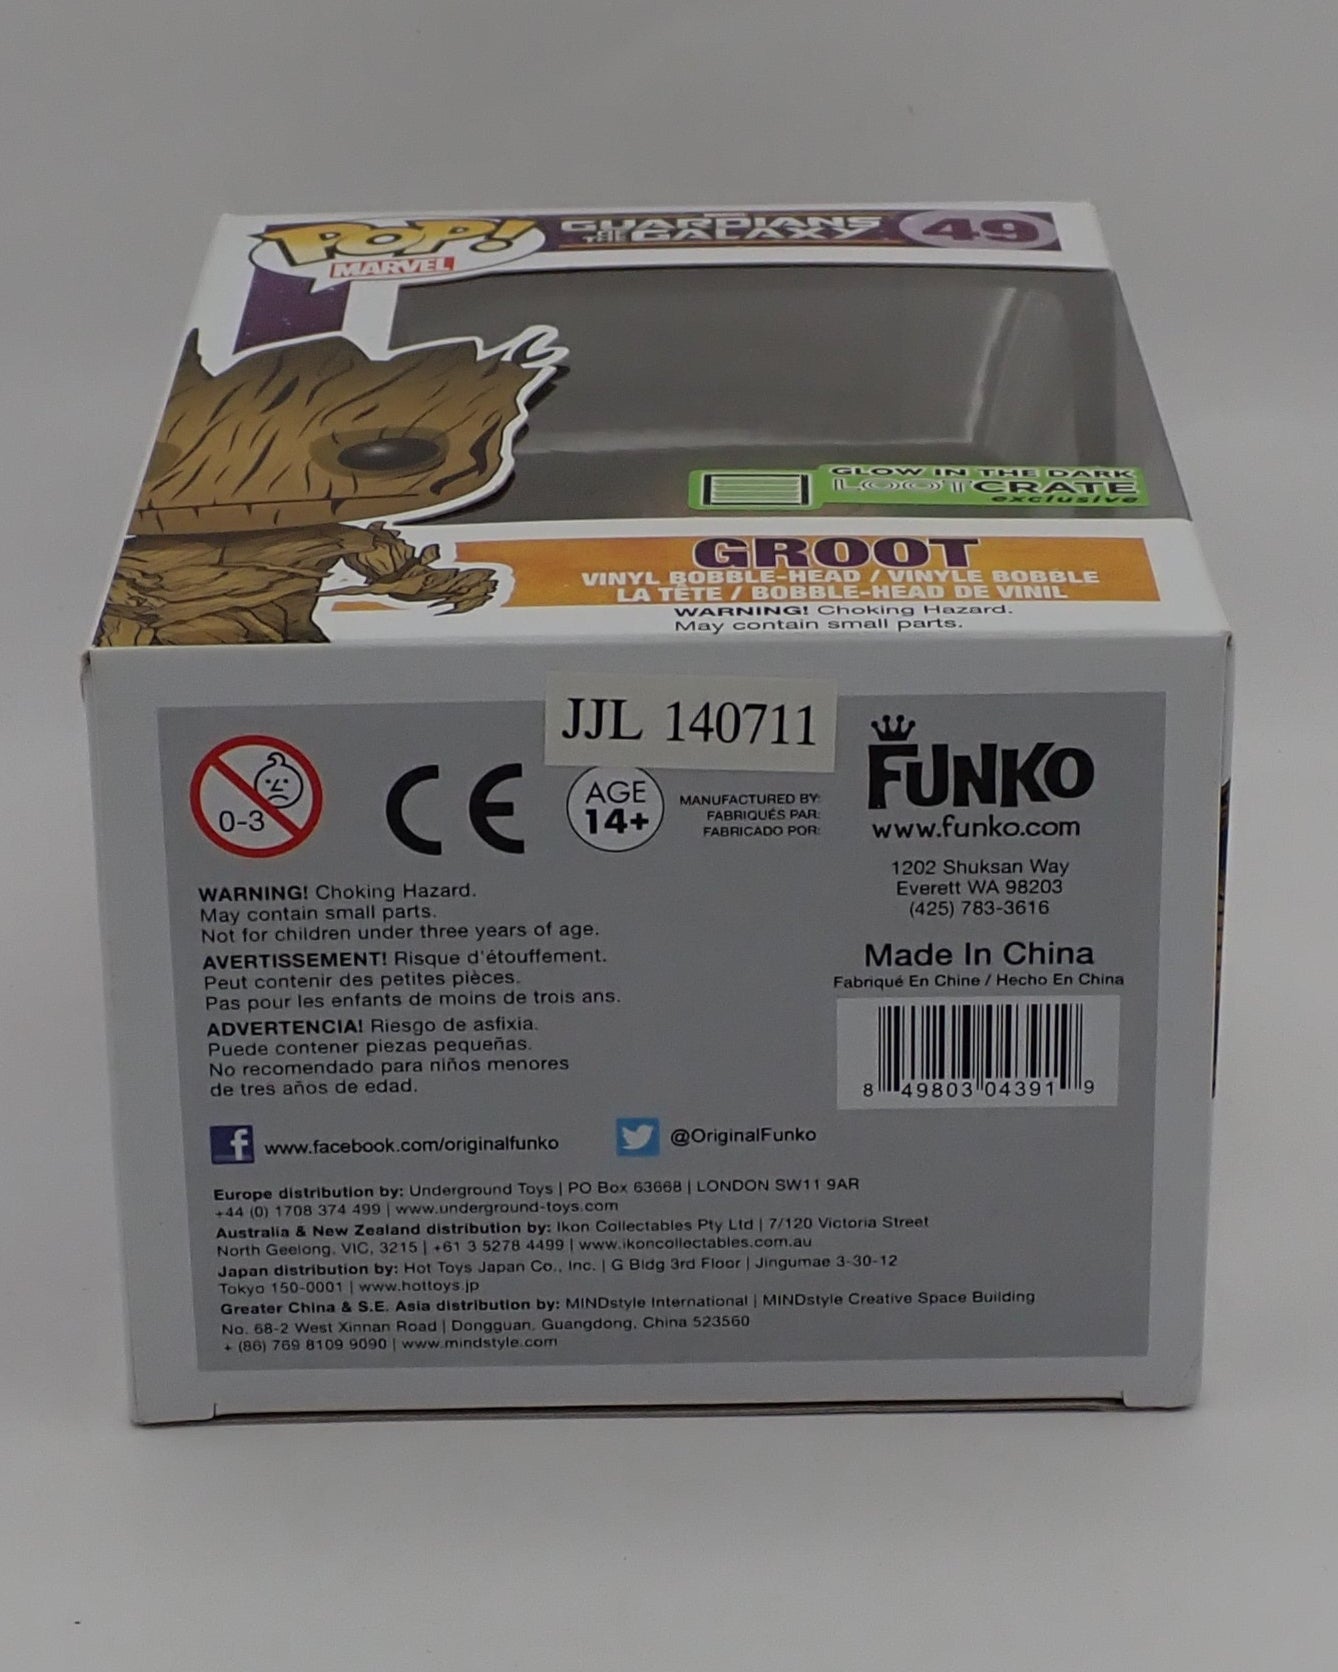 POP!
MARVEL
GUARDIANS
OF THE GALAXY
49
GLOW IN THE DARK
LOOTCRATE
exclusive
GROOT
VINYL BOBBLE-HEAD / VINYLE BOBBLE
LA TÊTE / BOBBLE-HEAD DE VINIL
WARNING! Choking Hazard.
May contain small parts.
JJL 140711
0-3
CE
AGE
14+
MANUFACTURED BY:
FABRIQUÉS PAR:
FABRICADO POR:
FUNKO
www.funko.com
1202 Shuksan Way
Everett WA 98203
(425) 783-3616
Made In China
Fabriqué En Chine / Hecho En China
8 49803 04391 9
WARNING! Choking Hazard.
May contain small parts.
Not for children under three years of age.
AVERTISSEMENT! Risque d'étouffement.
Peut contenir des petites pièces.
Pas pour les enfants de moins de trois ans.
ADVERTENCIA! Riesgo de asfixia.
Puede contener piezas pequeñas.
No recomendado para niños menores
de tres años de edad.
f www.facebook.com/originalfunko
@OriginalFunko
Europe distribution by: Underground Toys | PO Box 63668 | LONDON SW11 9AR
+44 (0) 1708 374 499 | www.underground-toys.com
Australia & New Zealand distribution by: Ikon Collectables Pty Ltd | 7/120 Victoria Street
North Geelong, VIC, 3215 | +61 3 5278 4499 | www.ikoncollectables.com.au
Japan distribution by: Hot Toys Japan Co., Inc. | G Bldg 3rd Floor | Jingumae 3-30-12
Tokyo 150-0001 | www.hottoys.jp
Greater China & S.E. Asia distribution by: MINDstyle International | MINDstyle Creative Space Building
No. 68-2 West Xinnan Road | Dongguan, Guangdong, China 523560
+ (86) 769 8109 9090 | www.mindstyle.com